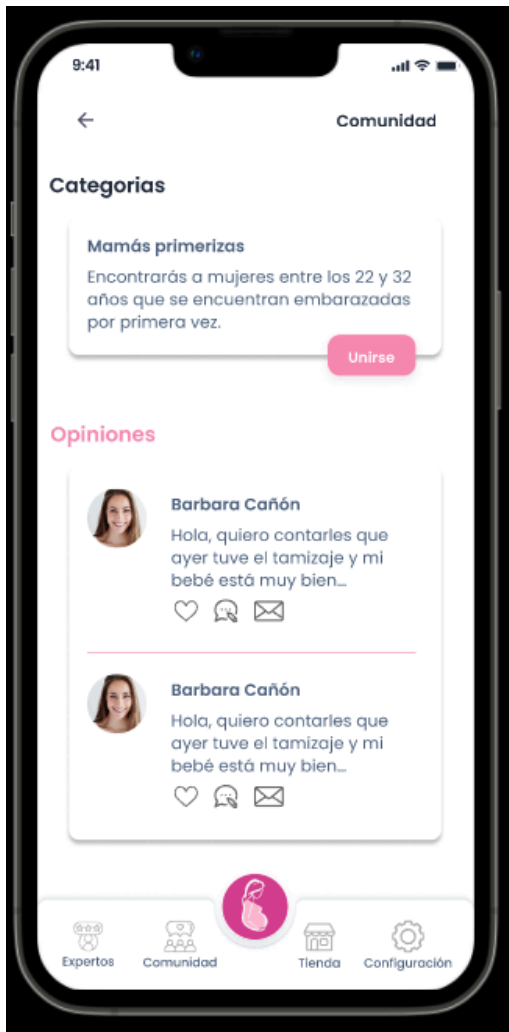 9:41
Comunidad
Categorias
Mamás primerizas
Encontrarás a mujeres entre los 22 y 32
años que se encuentran embarazadas
por primera vez.
Unirse
Opiniones
Barbara Cañón
Hola, quiero contarles que
ayer tuve el tamizaje y mi
bebé está muy bien...
Barbara Cañón
Hola, quiero contarles que
ayer tuve el tamizaje y mi
bebé está muy bien...
Expertos
Comunidad
Tienda
Configuración